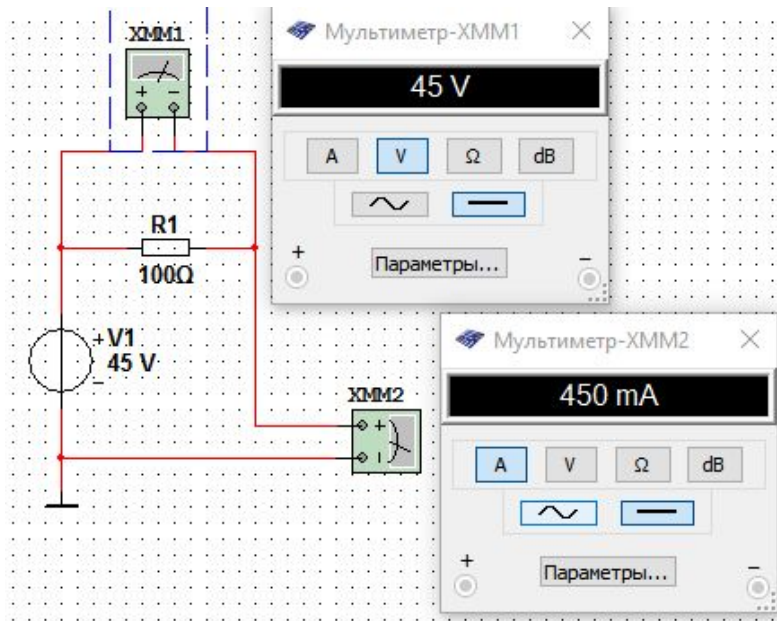 XMM1
+ −
R1
100Ω
+ V1
45 V
−
XMM2
+
Мультиметр-XMM1
45 V
A V Ω dB
+ Параметры... −
Мультиметр-XMM2
450 mA
A V Ω dB
+ Параметры... −